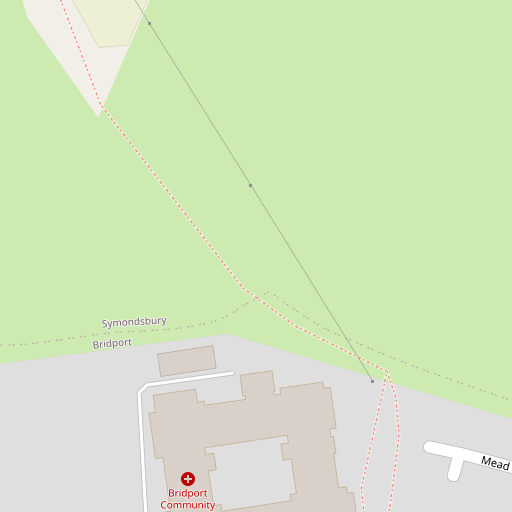 Symondsbury
Bridport
Mead
Bridport
Community